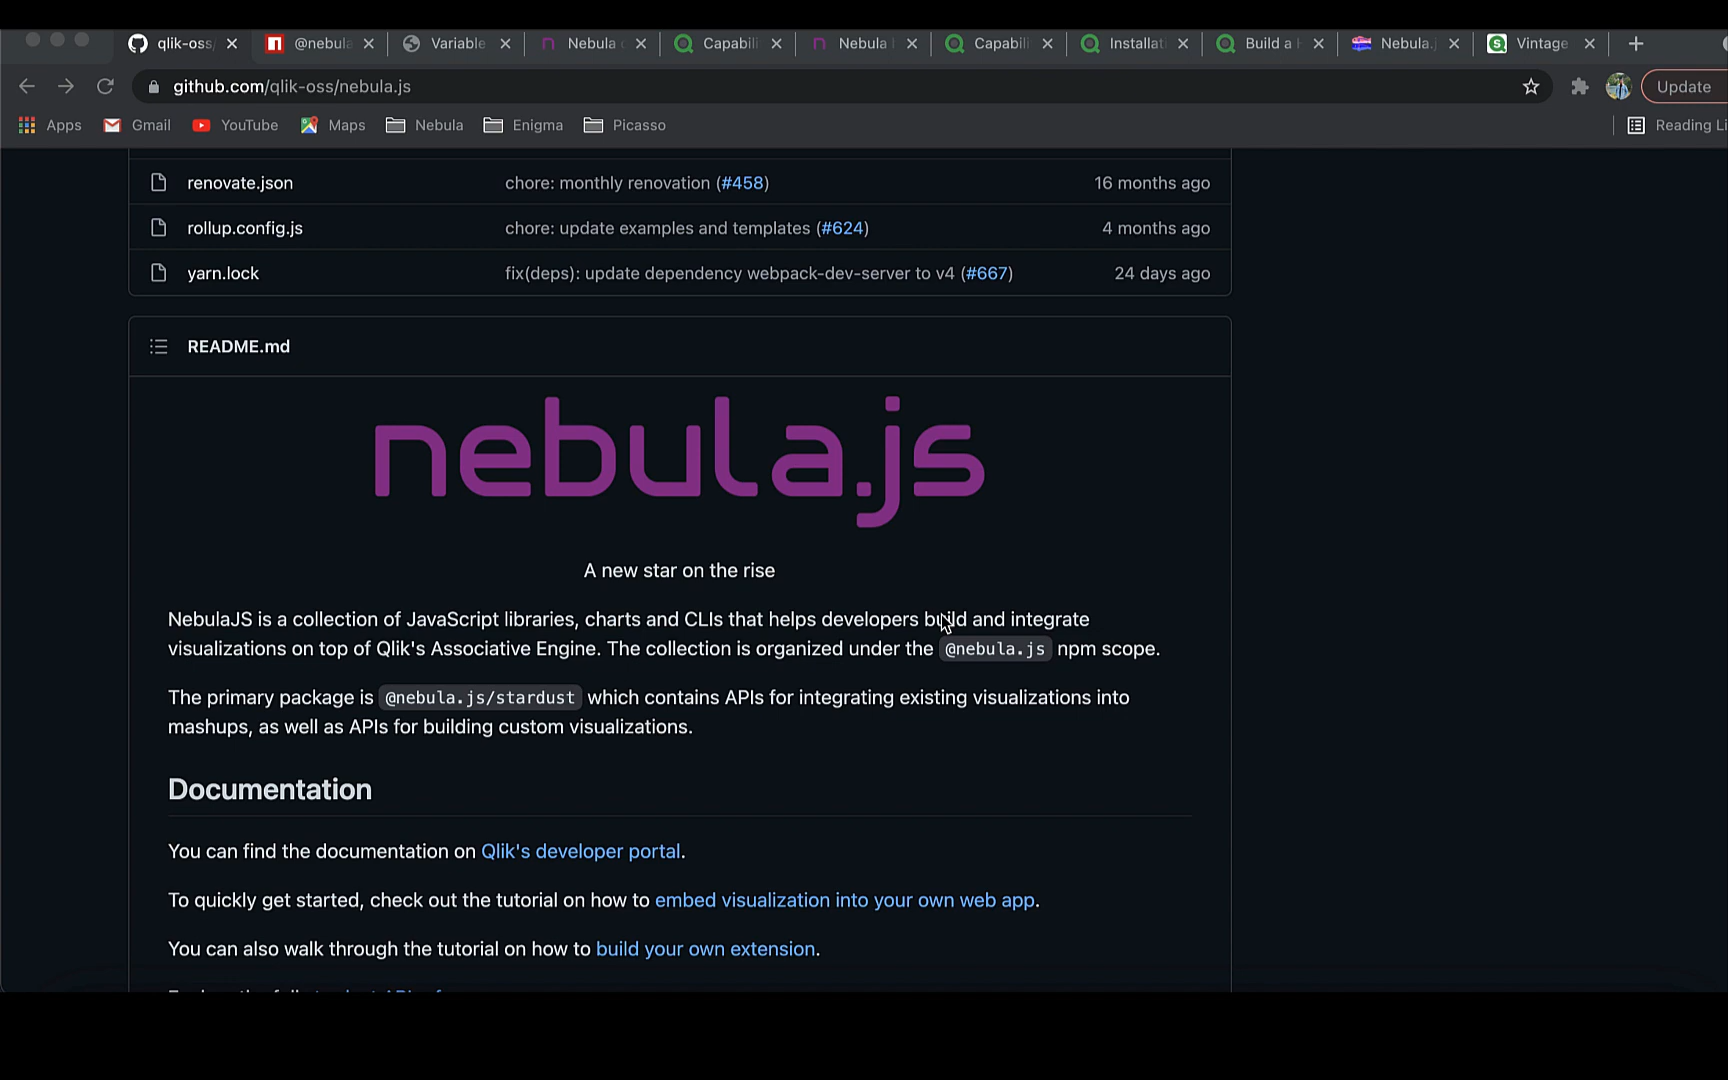 qlik-oss/ @nebula Variable Nebula Capabili Nebula Capabili Installat Build a Nebula. Vintage
github.com/qlik-oss/nebula.js Update
Apps Gmail YouTube Maps Nebula Enigma Picasso Reading Li
renovate.json chore: monthly renovation (#458) 16 months ago
rollup.config.js chore: update examples and templates (#624) 4 months ago
yarn.lock fix(deps): update dependency webpack-dev-server to v4 (#667) 24 days ago
README.md
nebula.js
A new star on the rise
NebulaJS is a collection of JavaScript libraries, charts and CLIs that helps developers build and integrate
visualizations on top of Qlik's Associative Engine. The collection is organized under the @nebula.js npm scope.
The primary package is @nebula.js/stardust which contains APIs for integrating existing visualizations into
mashups, as well as APIs for building custom visualizations.
Documentation
You can find the documentation on Qlik's developer portal.
To quickly get started, check out the tutorial on how to embed visualization into your own web app.
You can also walk through the tutorial on how to build your own extension.